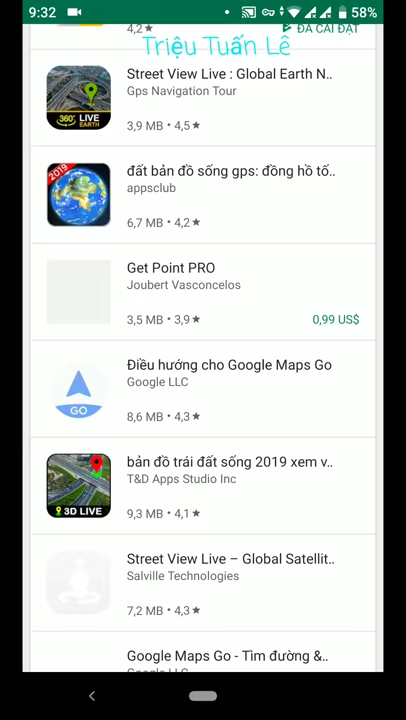 9:32 58%
4,2★ ĐÃ CÀI ĐẶT
Triệu Tuấn Lê
Street View Live : Global Earth N..
Gps Navigation Tour
360° LIVE EARTH
3,9 MB • 4,5★
2019
đất bản đồ sống gps: đồng hồ tố..
appsclub
6,7 MB • 4,2★
Get Point PRO
Joubert Vasconcelos
3,5 MB • 3,9★ 0,99 US$
Điều hướng cho Google Maps Go
Google LLC
GO
8,6 MB • 4,3★
bản đồ trái đất sống 2019 xem v..
T&D Apps Studio Inc
3D LIVE
9,3 MB • 4,1★
Street View Live – Global Satellit..
Salville Technologies
7,2 MB • 4,3★
Google Maps Go - Tìm đường &..
Google LLC